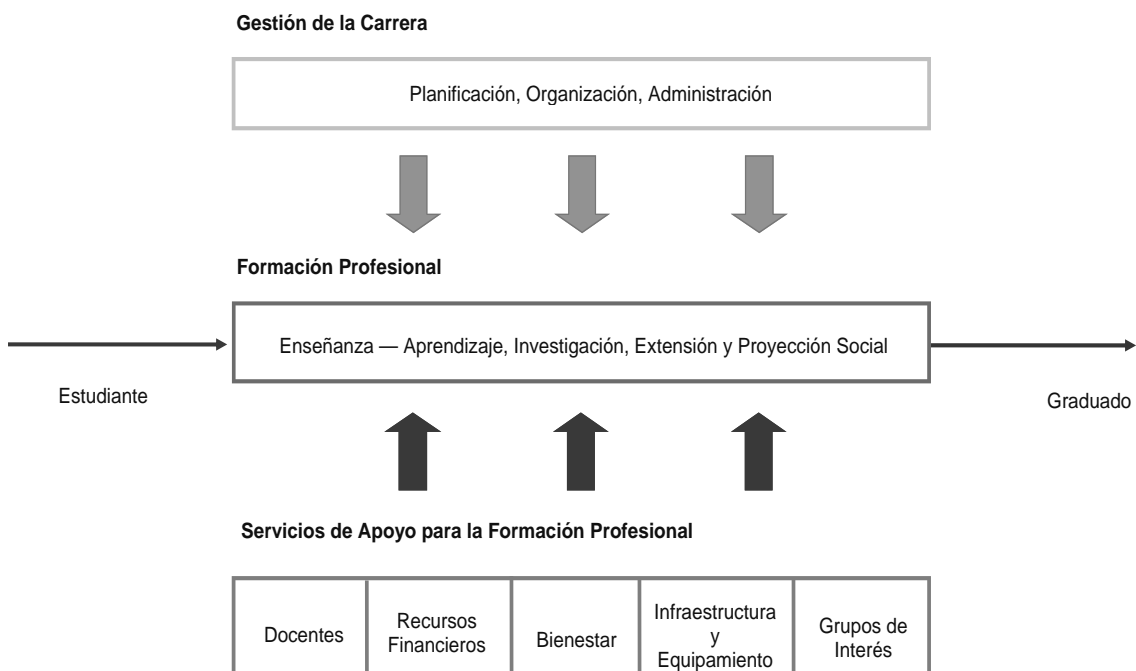 Gestión de la Carrera
Planificación, Organización, Administración
Formación Profesional
Enseñanza — Aprendizaje, Investigación, Extensión y Proyección Social
Estudiante
Graduado
Servicios de Apoyo para la Formación Profesional
Docentes
Recursos
Financieros
Bienestar
Infraestructura
y
Equipamiento
Grupos de
Interés